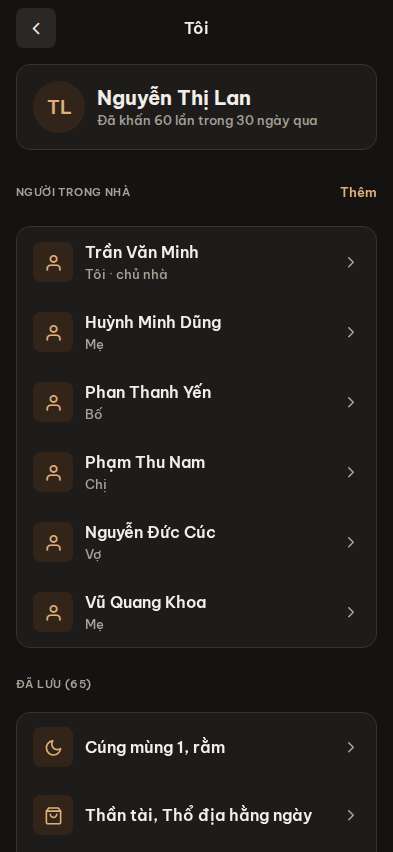 Tôi
TL
Nguyễn Thị Lan
Đã khấn 60 lần trong 30 ngày qua
NGƯỜI TRONG NHÀ
Thêm
Trần Văn Minh
Tôi · chủ nhà
Huỳnh Minh Dũng
Mẹ
Phan Thanh Yến
Bố
Phạm Thu Nam
Chị
Nguyễn Đức Cúc
Vợ
Vũ Quang Khoa
Mẹ
ĐÃ LƯU (65)
Cúng mùng 1, rằm
Thần tài, Thổ địa hằng ngày